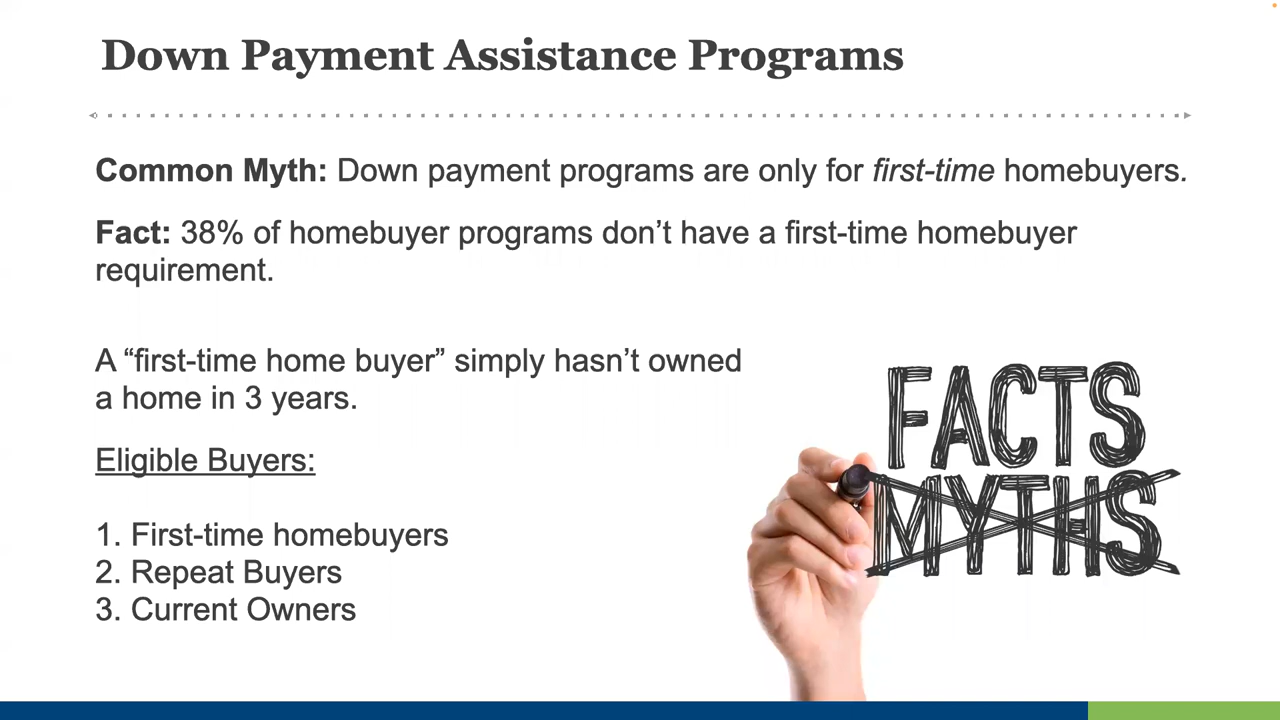 Down Payment Assistance Programs
Common Myth: Down payment programs are only for first-time homebuyers.
Fact: 38% of homebuyer programs don’t have a first-time homebuyer
requirement.
A “first-time home buyer” simply hasn’t owned
a home in 3 years.
Eligible Buyers:
1. First-time homebuyers
2. Repeat Buyers
3. Current Owners
FACTS
MYTHS